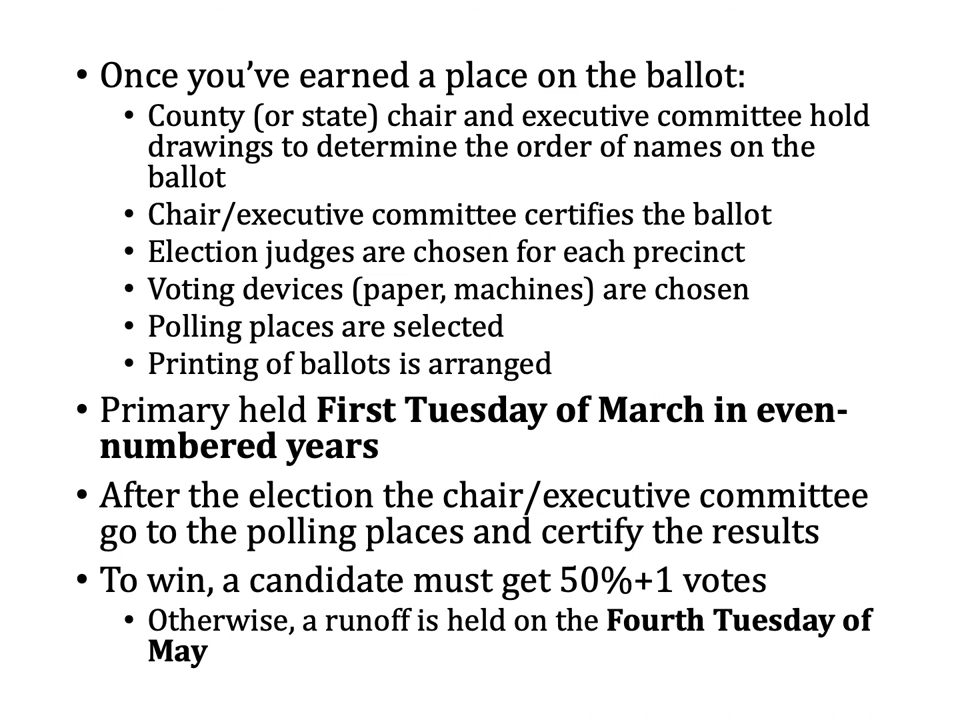 • Once you’ve earned a place on the ballot:
• County (or state) chair and executive committee hold
drawings to determine the order of names on the
ballot
• Chair/executive committee certifies the ballot
• Election judges are chosen for each precinct
• Voting devices (paper, machines) are chosen
• Polling places are selected
• Printing of ballots is arranged
• Primary held First Tuesday of March in even-
numbered years
• After the election the chair/executive committee
go to the polling places and certify the results
• To win, a candidate must get 50%+1 votes
• Otherwise, a runoff is held on the Fourth Tuesday of
May